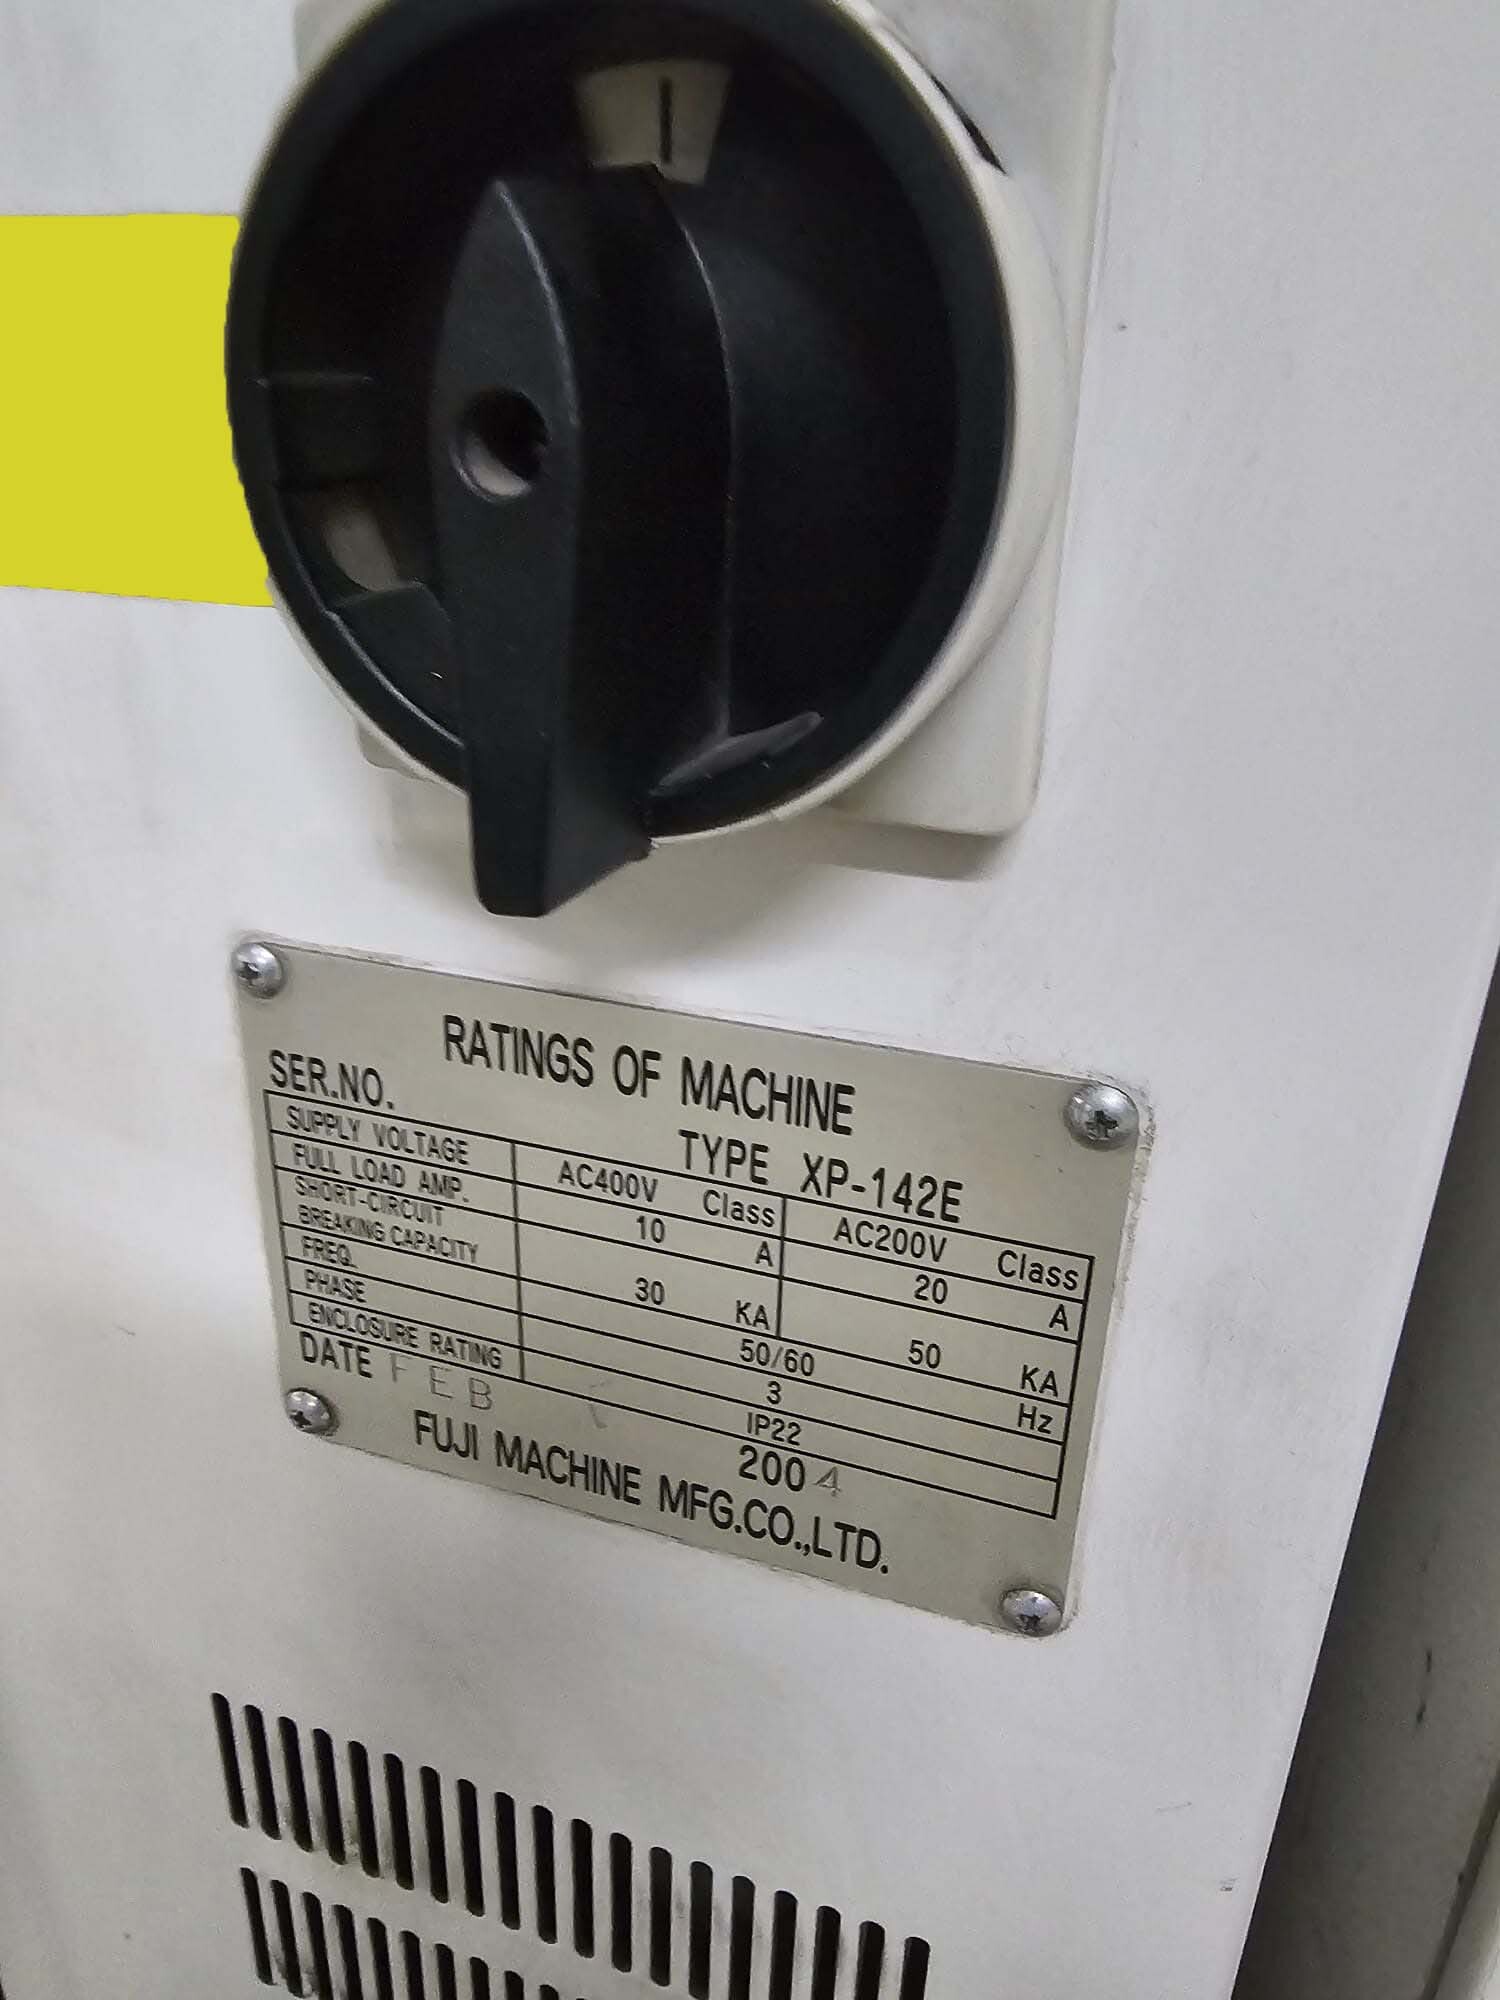 RATINGS OF MACHINE
SER.NO.
TYPE XP-142E
SUPPLY VOLTAGE AC400V Class AC200V Class
FULL LOAD AMP. 10 A 20 A
SHORT-CIRCUIT
BREAKING CAPACITY 30 KA 50 KA
FREQ. 50/60 Hz
PHASE 3
ENCLOSURE RATING IP22
DATE FEB 2004
FUJI MACHINE MFG.CO.,LTD.